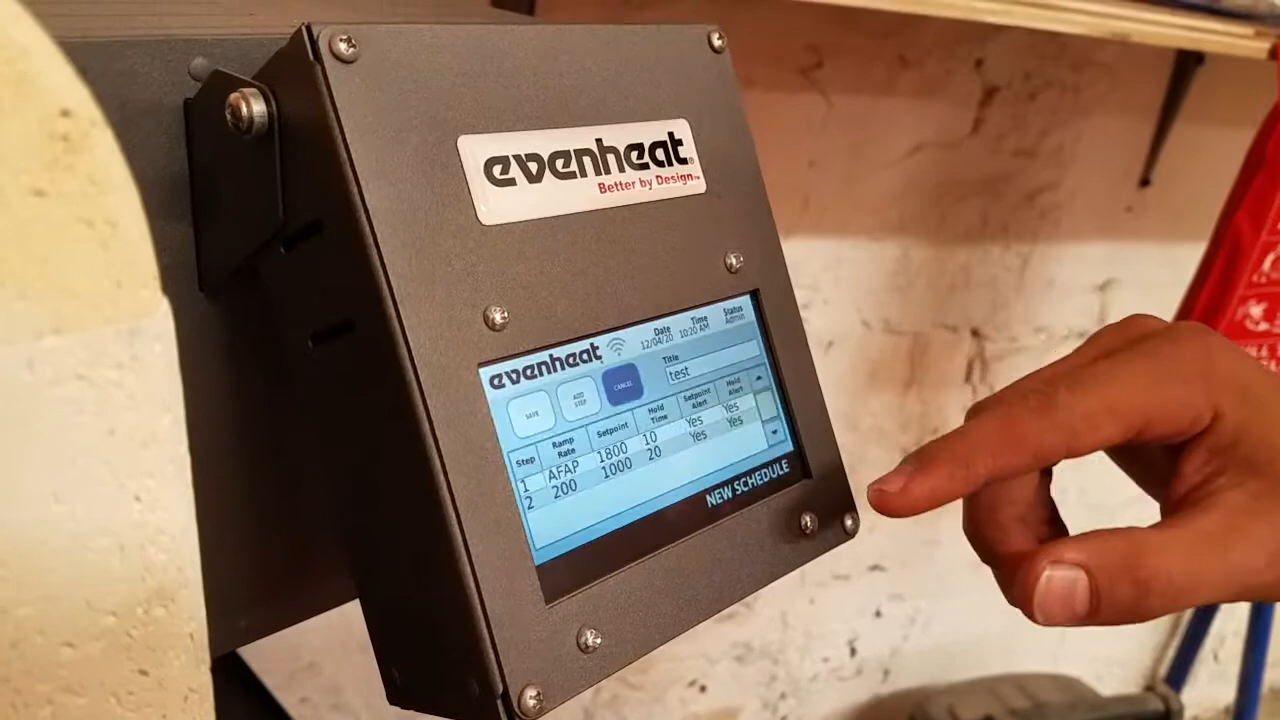 evenheat®
Better by Design™
evenheat
Date Time Status
12/04/20 10:20 AM Admin
SAVE ADD STEP CANCEL
Title
test
Step Ramp Rate Setpoint Hold Time Setpoint Alert Hold Alert
1 AFAP 1800 10 Yes Yes
2 200 1000 20 Yes Yes
NEW SCHEDULE